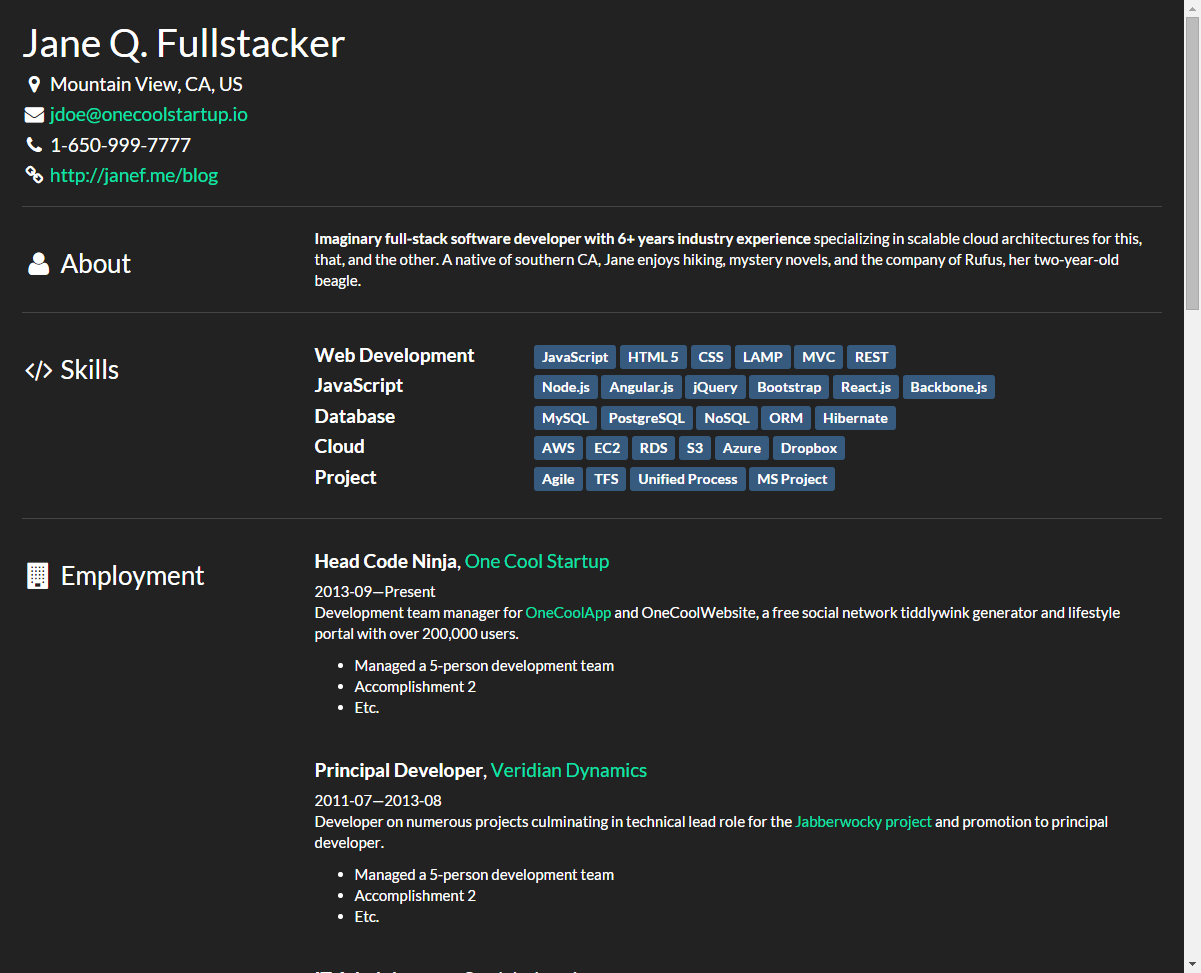 Jane Q. Fullstacker
Mountain View, CA, US
jdoe@onecoolstartup.io
1-650-999-7777
http://janef.me/blog
About
Imaginary full-stack software developer with 6+ years industry experience specializing in scalable cloud architectures for this,
that, and the other. A native of southern CA, Jane enjoys hiking, mystery novels, and the company of Rufus, her two-year-old
beagle.
Skills
Web Development JavaScript HTML 5 CSS LAMP MVC REST
JavaScript Node.js Angular.js jQuery Bootstrap React.js Backbone.js
Database MySQL PostgreSQL NoSQL ORM Hibernate
Cloud AWS EC2 RDS S3 Azure Dropbox
Project Agile TFS Unified Process MS Project
Employment
Head Code Ninja, One Cool Startup
2013-09—Present
Development team manager for OneCoolApp and OneCoolWebsite, a free social network tiddlywink generator and lifestyle
portal with over 200,000 users.
• Managed a 5-person development team
• Accomplishment 2
• Etc.
Principal Developer, Veridian Dynamics
2011-07—2013-08
Developer on numerous projects culminating in technical lead role for the Jabberwocky project and promotion to principal
developer.
• Managed a 5-person development team
• Accomplishment 2
• Etc.